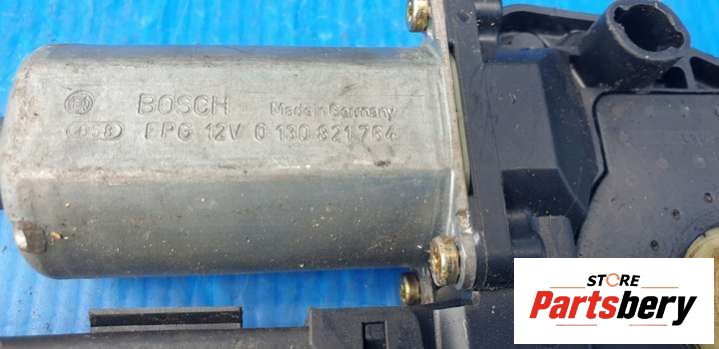 BOSCH Made in Germany
EPG 12V 0 130 821 764
STORE
Partsbery